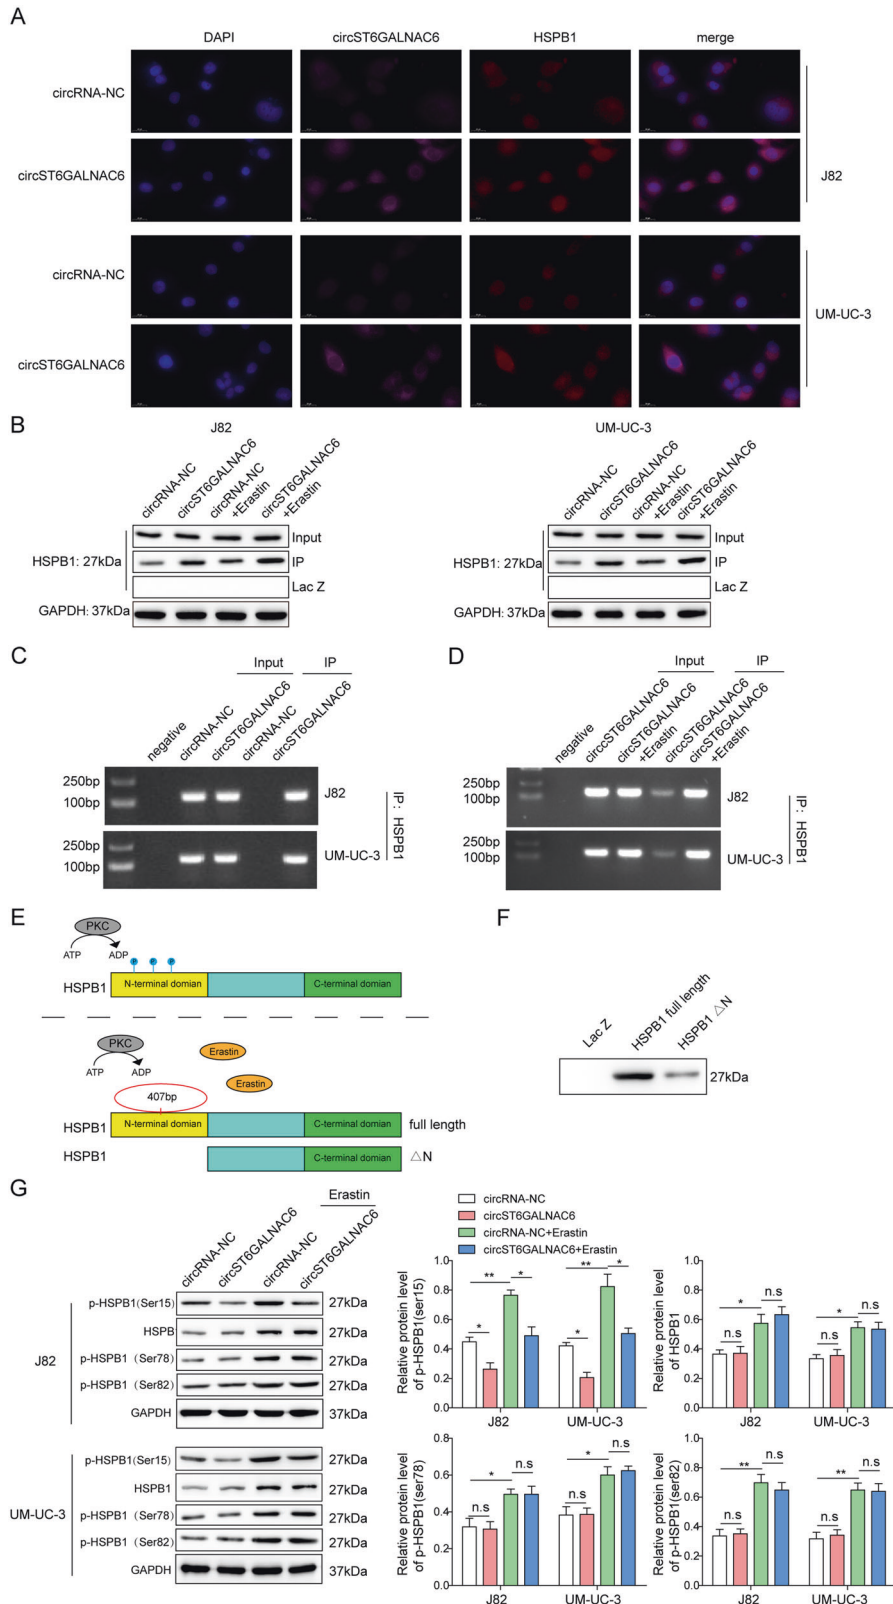 A
DAPI circST6GALNAC6 HSPB1 merge
circRNA-NC
circST6GALNAC6
J82
circRNA-NC
circST6GALNAC6
UM-UC-3
B
J82 UM-UC-3
circRNA-NC circST6GALNAC6 circRNA-NC +Erastin circST6GALNAC6 +Erastin
circRNA-NC circST6GALNAC6 circRNA-NC +Erastin circST6GALNAC6 +Erastin
Input Input
HSPB1: 27kDa IP HSPB1: 27kDa IP
Lac Z Lac Z
GAPDH: 37kDa GAPDH: 37kDa
C
Input IP
negative circRNA-NC circST6GALNAC6 circRNA-NC circST6GALNAC6
250bp
100bp
J82
250bp
100bp
UM-UC-3
IP: HSPB1
D
Input IP
negative circcST6GALNAC6 circST6GALNAC6 +Erastin circcST6GALNAC6 circST6GALNAC6 +Erastin
250bp
100bp
J82
250bp
100bp
UM-UC-3
IP: HSPB1
E
PKC
ATP ADP
P P P
HSPB1 N-terminal domian C-terminal domian
PKC Erastin
ATP ADP
Erastin
407bp
HSPB1 N-terminal domian C-terminal domian full length
HSPB1 C-terminal domian △N
F
Lac Z HSPB1 full length HSPB1 △N
27kDa
G
Erastin
circRNA-NC circST6GALNAC6 circRNA-NC circST6GALNAC6
p-HSPB1(Ser15) 27kDa
HSPB 27kDa
J82
p-HSPB1 (Ser78) 27kDa
p-HSPB1 (Ser82) 27kDa
GAPDH 37kDa
p-HSPB1(Ser15) 27kDa
HSPB1 27kDa
UM-UC-3
p-HSPB1 (Ser78) 27kDa
p-HSPB1 (Ser82) 27kDa
GAPDH 37kDa
circRNA-NC
circST6GALNAC6
circRNA-NC+Erastin
circST6GALNAC6+Erastin
Relative protein level
of p-HSPB1(ser15)
1.0
0.8
0.6
0.4
0.2
0.0
** * * ** * *
J82 UM-UC-3
Relative protein level
of HSPB1
1.0
0.8
0.6
0.4
0.2
0.0
n.s * n.s n.s * n.s
J82 UM-UC-3
Relative protein level
of p-HSPB1(ser78)
0.8
0.6
0.4
0.2
0.0
n.s * n.s n.s * n.s
J82 UM-UC-3
Relative protein level
of p-HSPB1(ser82)
1.0
0.8
0.6
0.4
0.2
0.0
n.s ** n.s n.s ** n.s
J82 UM-UC-3